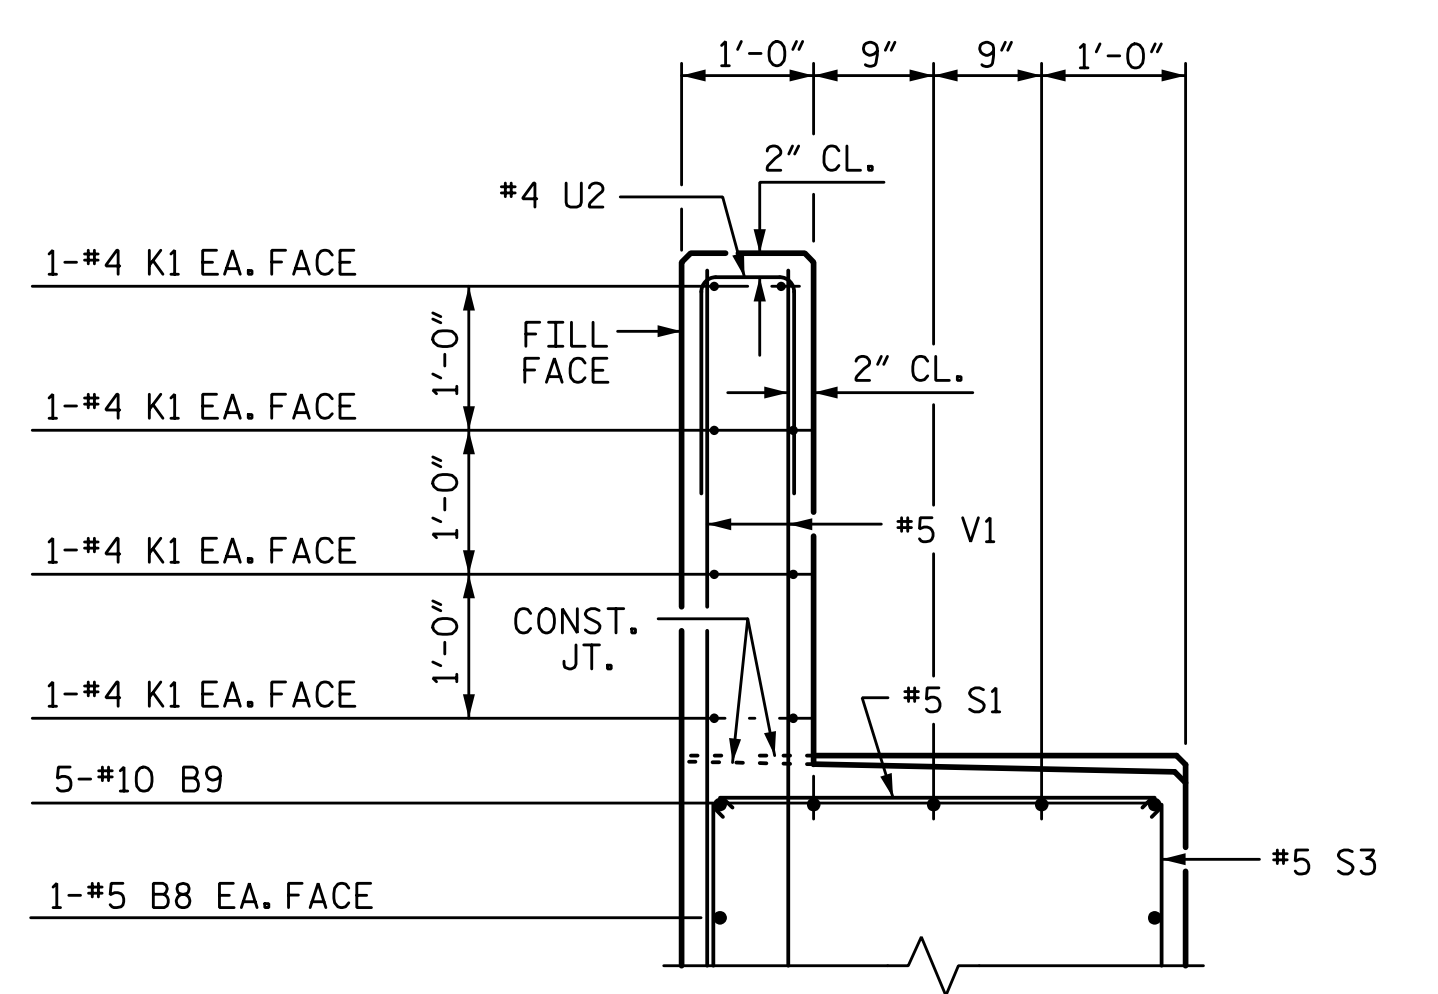 1'-0" 9" 9" 1'-0"
2" CL.
#4 U2
1-#4 K1 EA. FACE
1'-0"
FILL
FACE
2" CL.
1-#4 K1 EA. FACE
1'-0"
#5 V1
1-#4 K1 EA. FACE
1'-0"
CONST.
JT.
1-#4 K1 EA. FACE
#5 S1
5-#10 B9
#5 S3
1-#5 B8 EA. FACE